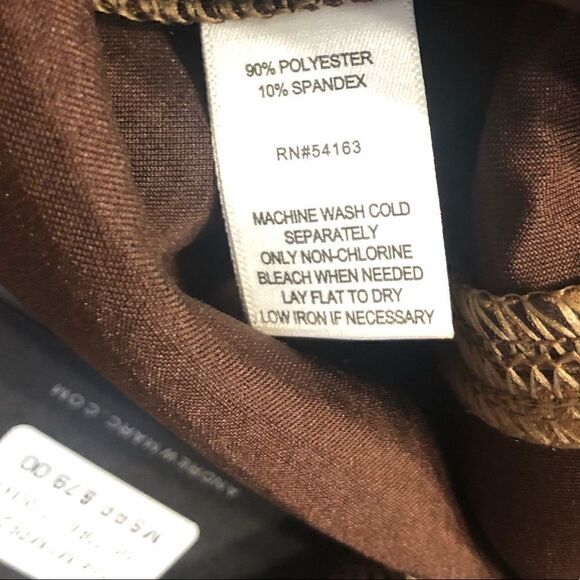 90% POLYESTER
10% SPANDEX
RN#54163
MACHINE WASH COLD
SEPARATELY
ONLY NON-CHLORINE
BLEACH WHEN NEEDED
LAY FLAT TO DRY
LOW IRON IF NECESSARY
ANDREWMARC.COM
MSRP $79.00